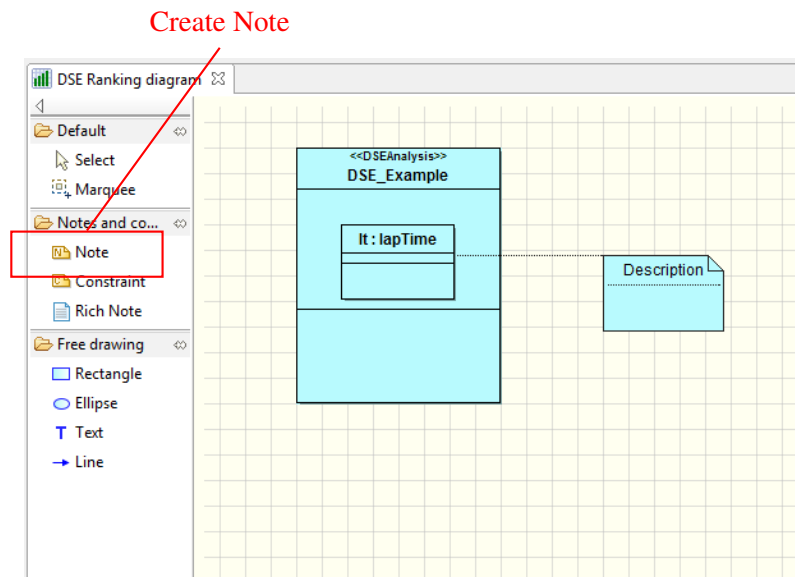 Create Note
DSE Ranking diagram
Default
Select
Marquee
Notes and co...
Note
Constraint
Rich Note
Free drawing
Rectangle
Ellipse
T Text
Line
<<DSEAnalysis>>
DSE_Example
lt : lapTime
Description